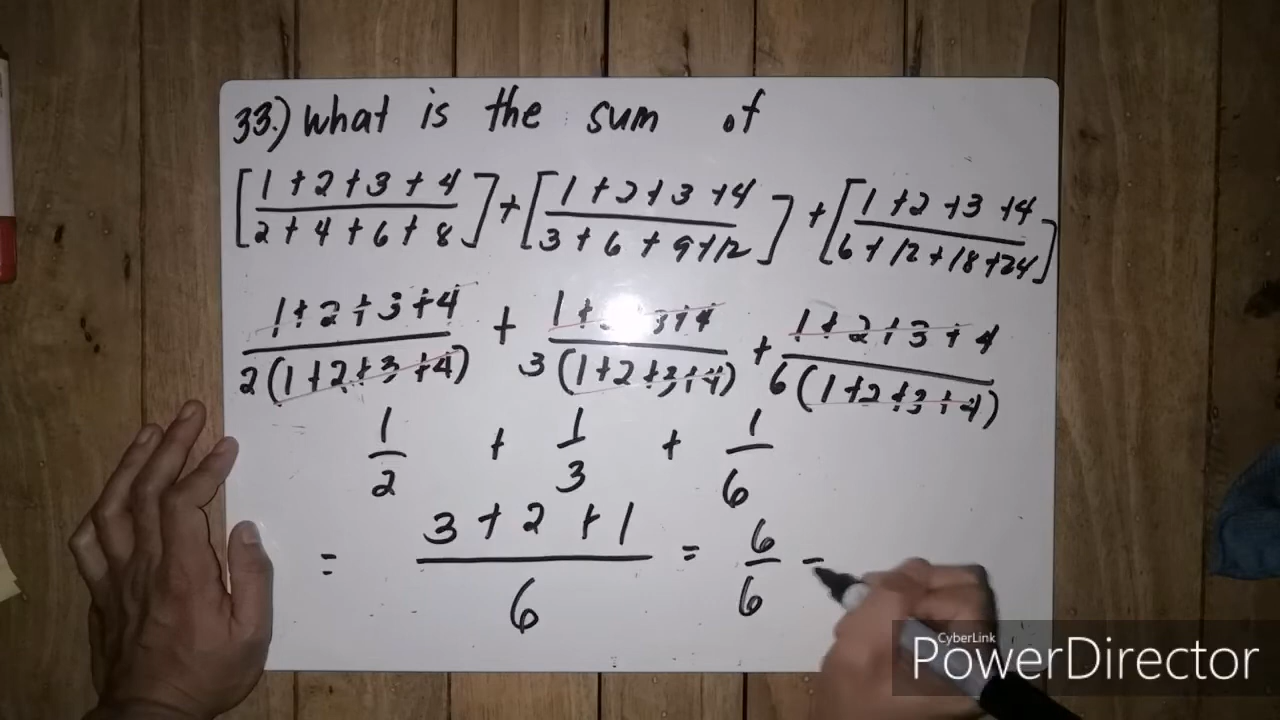 33.) What is the sum of
[1+2+3+4 / 2+4+6+8] + [1+2+3+4 / 3+6+9+12] + [1+2+3+4 / 6+12+18+24]
1+2+3+4 / 2(1+2+3+4) + 1+ 3+4 / 3(1+2+3+4) + 1+2+3+4 / 6(1+2+3+4)
1/2 + 1/3 + 1/6
= 3+2+1 / 6 = 6/6 =
CyberLink
PowerDirector